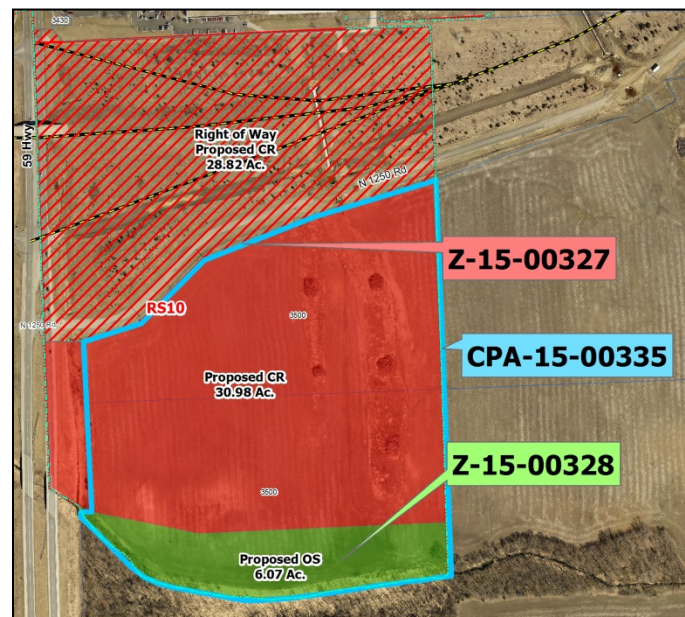 3430
59 Hwy
Right of Way
Proposed CR
28.82 Ac.
N 1250 Rd
Z-15-00327
RS10
3500
N 1250 Rd
CPA-15-00335
Proposed CR
30.98 Ac.
Z-15-00328
3500
Proposed OS
6.07 Ac.